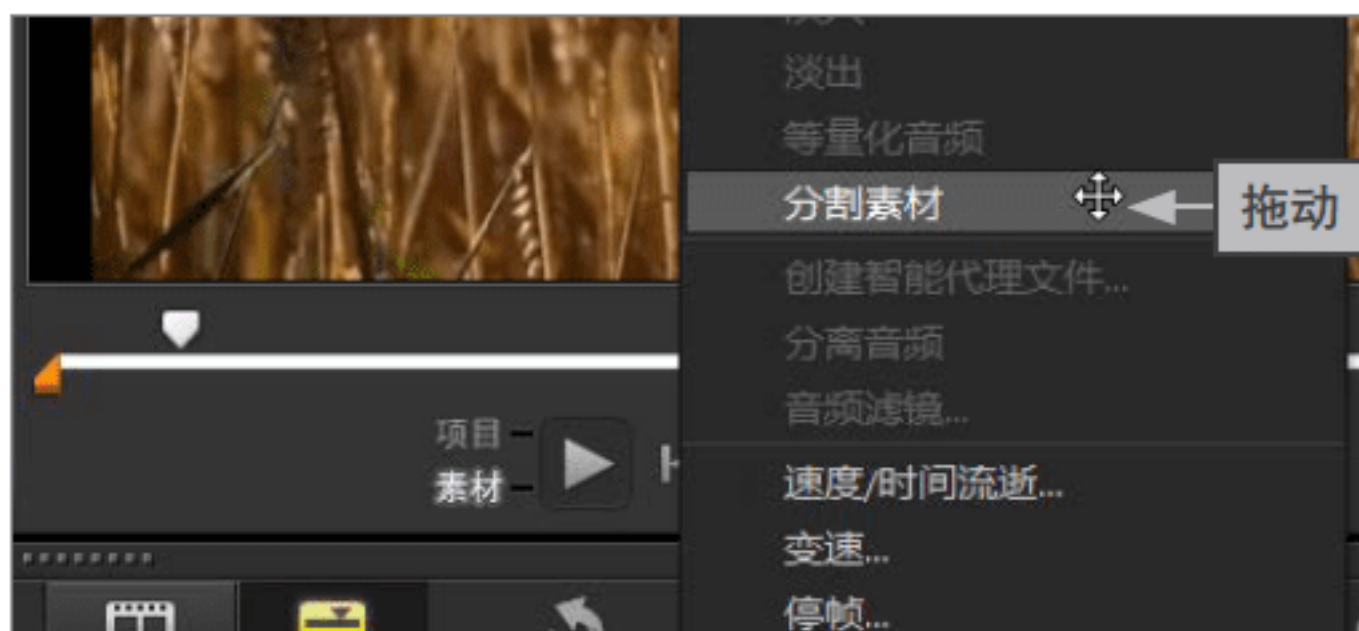 淡出
等量化音频
分割素材
拖动
创建智能代理文件...
分离音频
音频滤镜...
项目
素材
速度/时间流逝...
变速...
停帧...